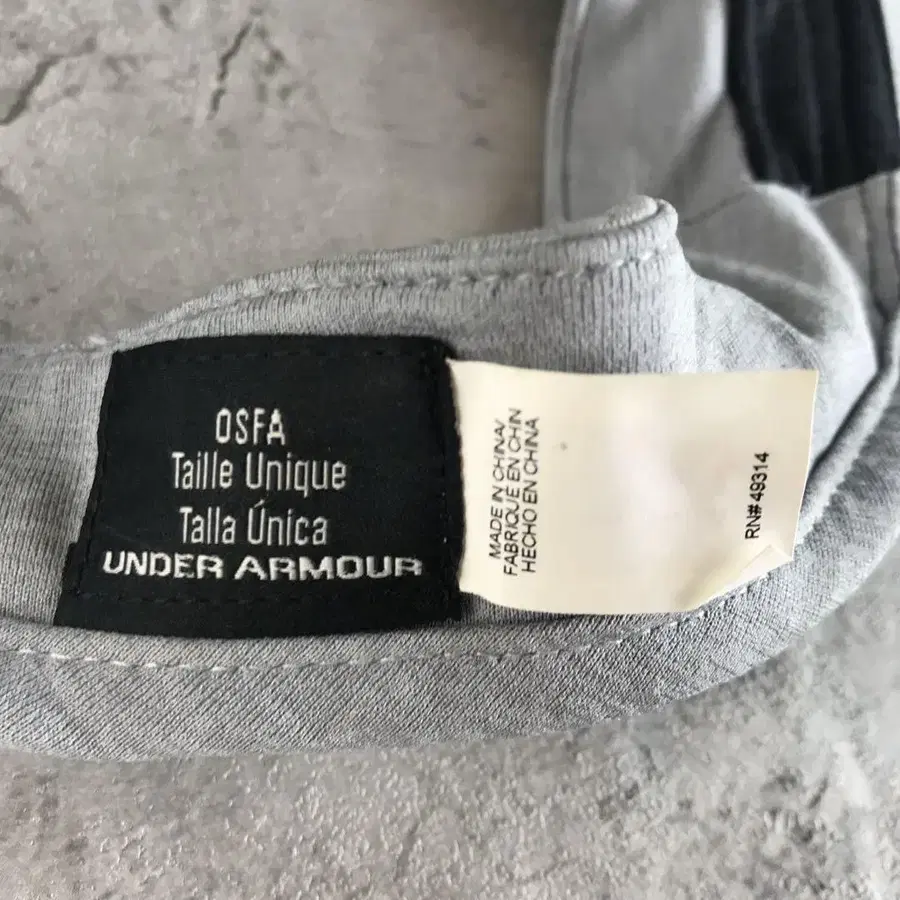 OSFA
Taille Unique
Talla Única
UNDER ARMOUR
MADE IN CHINA/
FABRIQUE EN CHIN
HECHO EN CHINA
RN# 49314